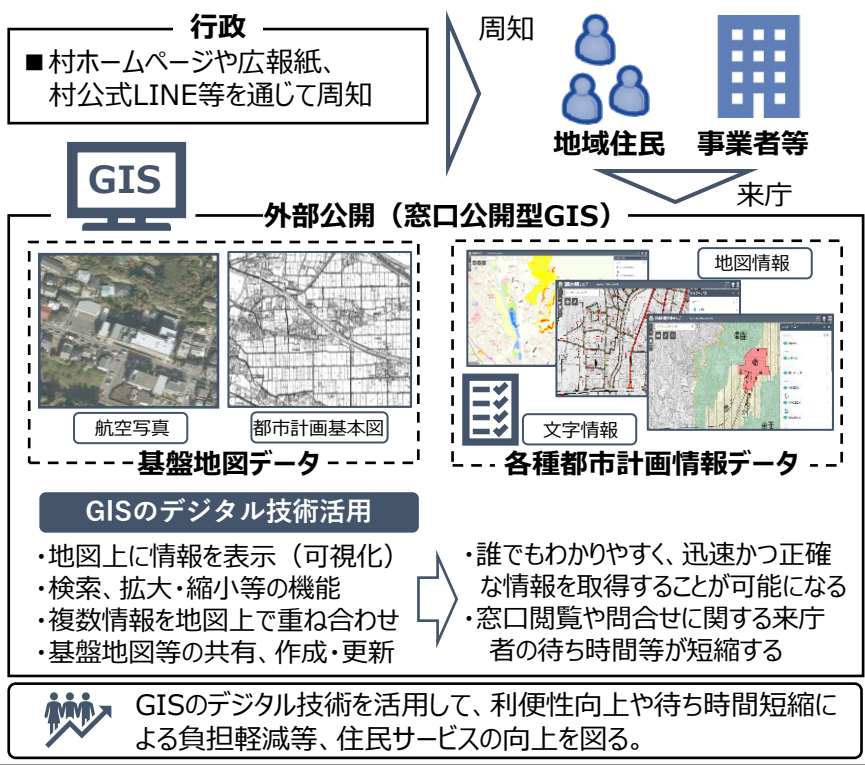 行政
■村ホームページや広報紙、
村公式LINE等を通じて周知
周知
地域住民
事業者等
来庁
GIS
外部公開（窓口公開型GIS）
航空写真
都市計画基本図
基盤地図データ
地図情報
文字情報
各種都市計画情報データ
GISのデジタル技術活用
・地図上に情報を表示（可視化）
・検索、拡大・縮小等の機能
・複数情報を地図上で重ね合わせ
・基盤地図等の共有、作成・更新
・誰でもわかりやすく、迅速かつ正確
な情報を取得することが可能になる
・窓口閲覧や問合せに関する来庁
者の待ち時間等が短縮する
GISのデジタル技術を活用して、利便性向上や待ち時間短縮に
よる負担軽減等、住民サービスの向上を図る。